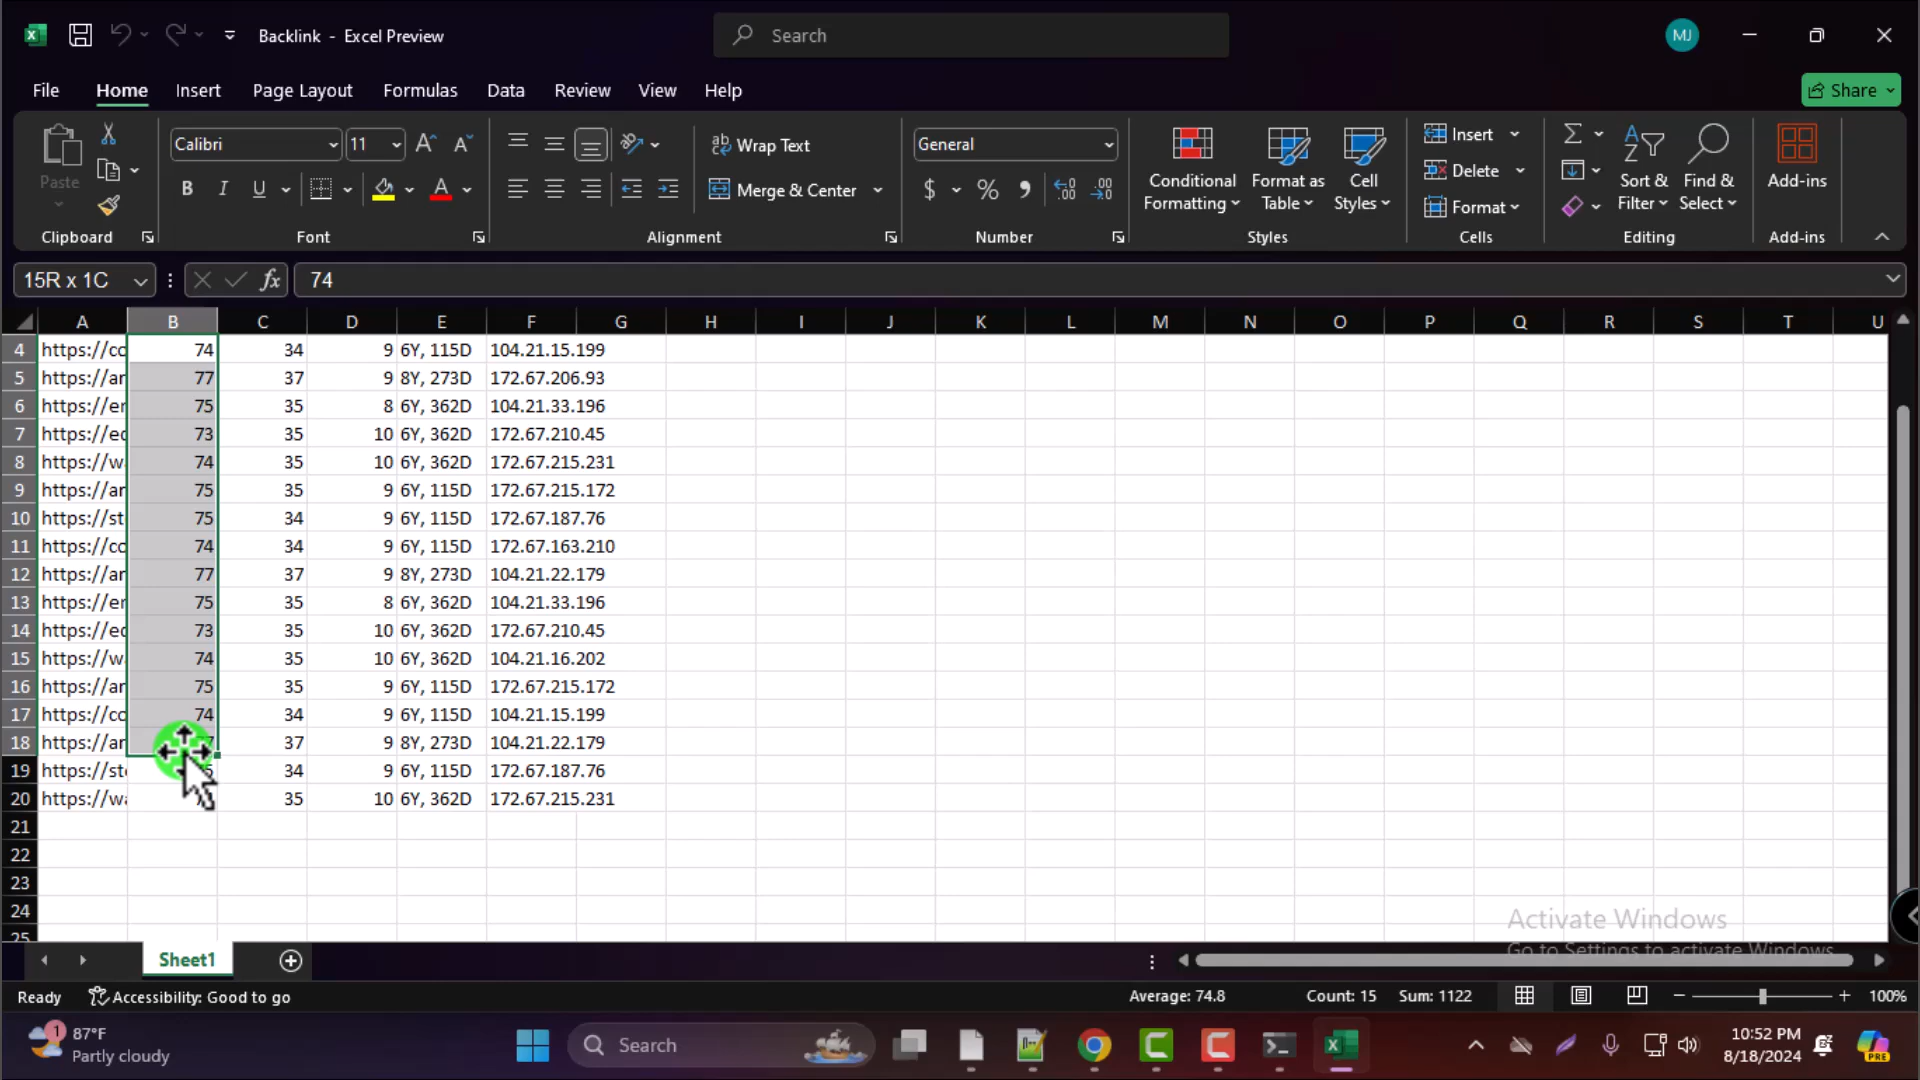 Backlink - Excel Preview
Search
MJ
File Home Insert Page Layout Formulas Data Review View Help
Share
Paste
Calibri 11
Wrap Text
Merge & Center
General
Conditional Formatting
Format as Table
Cell Styles
Insert
Delete
Format
Sort & Filter
Find & Select
Add-ins
Clipboard Font Alignment Number Styles Cells Editing Add-ins
15R x 1C fx 74
A B C D E F G H I J K L M N O P Q R S T U
4 https://cc 74 34 9 6Y, 115D 104.21.15.199
5 https://ar 77 37 9 8Y, 273D 172.67.206.93
6 https://er 75 35 8 6Y, 362D 104.21.33.196
7 https://ec 73 35 10 6Y, 362D 172.67.210.45
8 https://w 74 35 10 6Y, 362D 172.67.215.231
9 https://ar 75 35 9 6Y, 115D 172.67.215.172
10 https://st 75 34 9 6Y, 115D 172.67.187.76
11 https://cc 74 34 9 6Y, 115D 172.67.163.210
12 https://ar 77 37 9 8Y, 273D 104.21.22.179
13 https://er 75 35 8 6Y, 362D 104.21.33.196
14 https://ec 73 35 10 6Y, 362D 172.67.210.45
15 https://w 74 35 10 6Y, 362D 104.21.16.202
16 https://ar 75 35 9 6Y, 115D 172.67.215.172
17 https://cc 74 34 9 6Y, 115D 104.21.15.199
18 https://ar 37 9 8Y, 273D 104.21.22.179
19 https://st 34 9 6Y, 115D 172.67.187.76
20 https://w 35 10 6Y, 362D 172.67.215.231
21
22
23
24
25
Activate Windows
Go to Settings to activate Windows.
Sheet1
Ready Accessibility: Good to go Average: 74.8 Count: 15 Sum: 1122 100%
1 87°F
Partly cloudy
Search
10:52 PM
8/18/2024
PRE